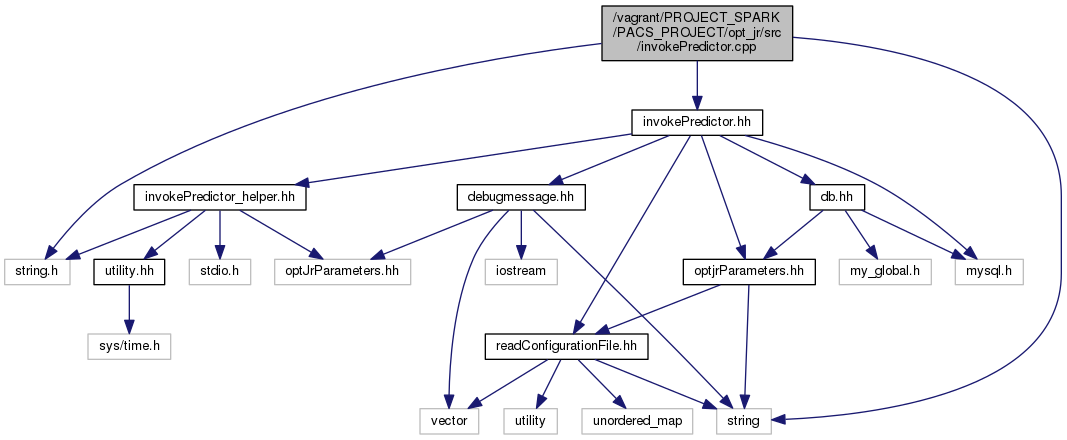 /vagrant/PROJECT_SPARK
/PACS_PROJECT/opt_jr/src
/invokePredictor.cpp
invokePredictor.hh
invokePredictor_helper.hh
debugmessage.hh
db.hh
string.h
utility.hh
stdio.h
optJrParameters.hh
iostream
optjrParameters.hh
my_global.h
mysql.h
sys/time.h
readConfigurationFile.hh
vector
utility
unordered_map
string